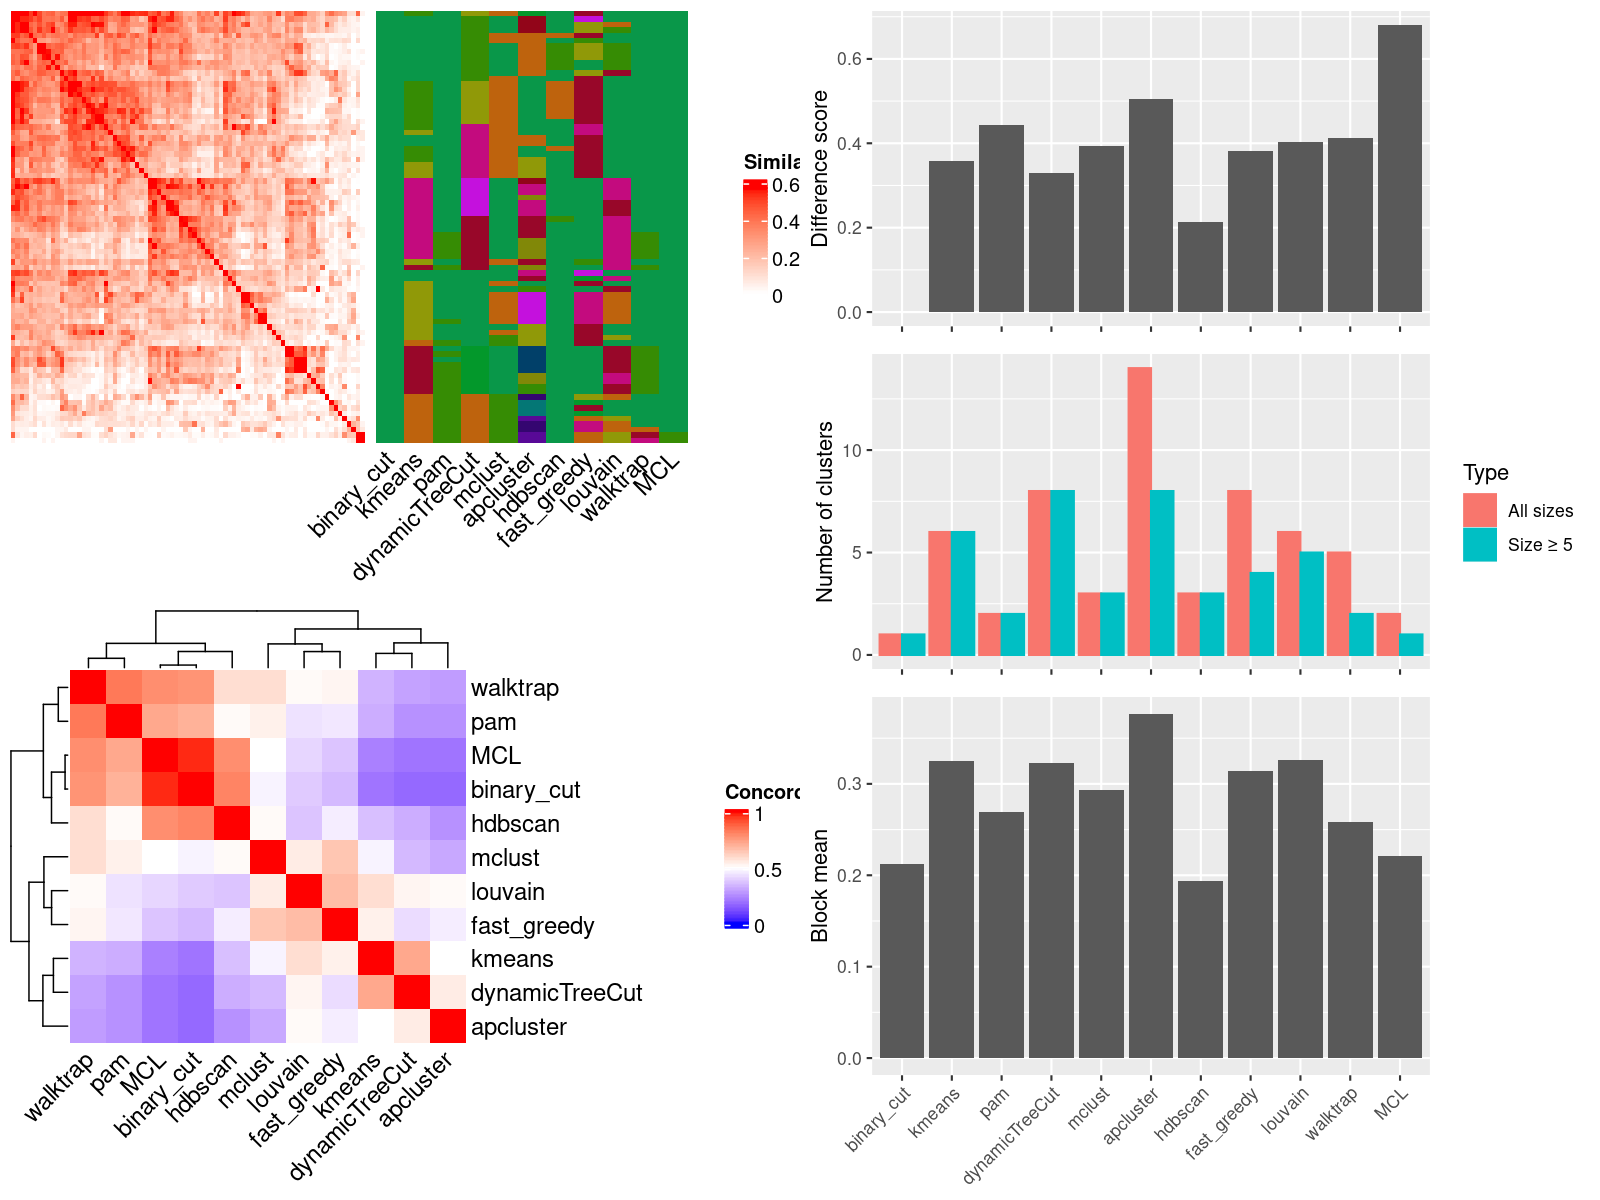 Simila
0.6
0.4
0.2
0
binary_cut
kmeans
pam
dynamicTreeCut
mclust
apcluster
hdbscan
fast_greedy
louvain
walktrap
MCL
walktrap
pam
MCL
binary_cut
hdbscan
mclust
louvain
fast_greedy
kmeans
dynamicTreeCut
apcluster
walktrap
pam
MCL
binary_cut
hdbscan
mclust
louvain
fast_greedy
kmeans
dynamicTreeCut
apcluster
Concord
1
0.5
0
Difference score
0.6
0.4
0.2
0.0
Number of clusters
10
5
0
Type
All sizes
Size ≥ 5
Block mean
0.3
0.2
0.1
0.0
binary_cut
kmeans
pam
dynamicTreeCut
mclust
apcluster
hdbscan
fast_greedy
louvain
walktrap
MCL